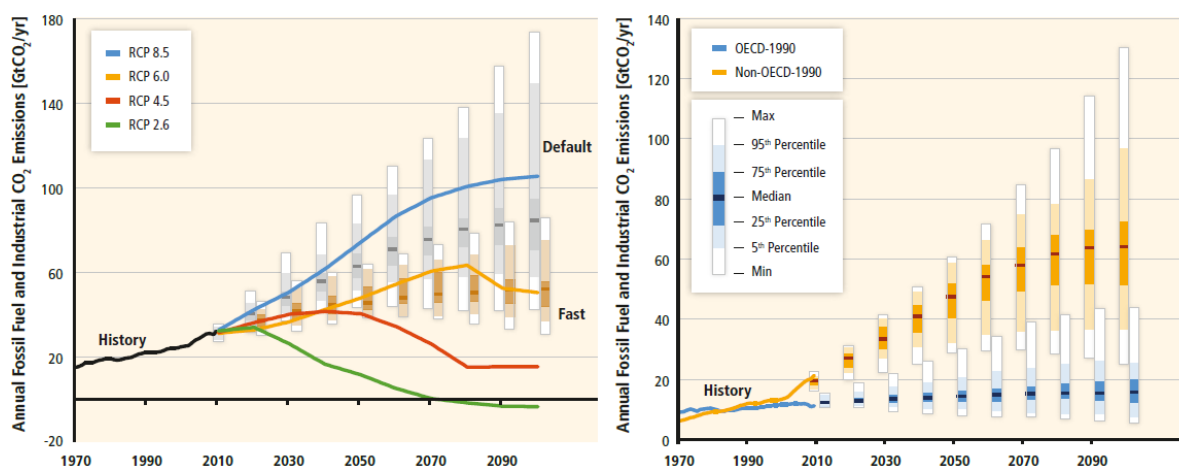 Annual Fossil Fuel and Industrial CO₂ Emissions [GtCO₂/yr]
180
140
100
60
20
-20
RCP 8.5
RCP 6.0
RCP 4.5
RCP 2.6
Default
Fast
History
1970
1990
2010
2030
2050
2070
2090
Annual Fossil Fuel and Industrial CO₂ Emissions [GtCO₂/yr]
140
120
100
80
60
40
20
0
OECD-1990
Non-OECD-1990
Max
95th Percentile
75th Percentile
Median
25th Percentile
5th Percentile
Min
History
1970
1990
2010
2030
2050
2070
2090